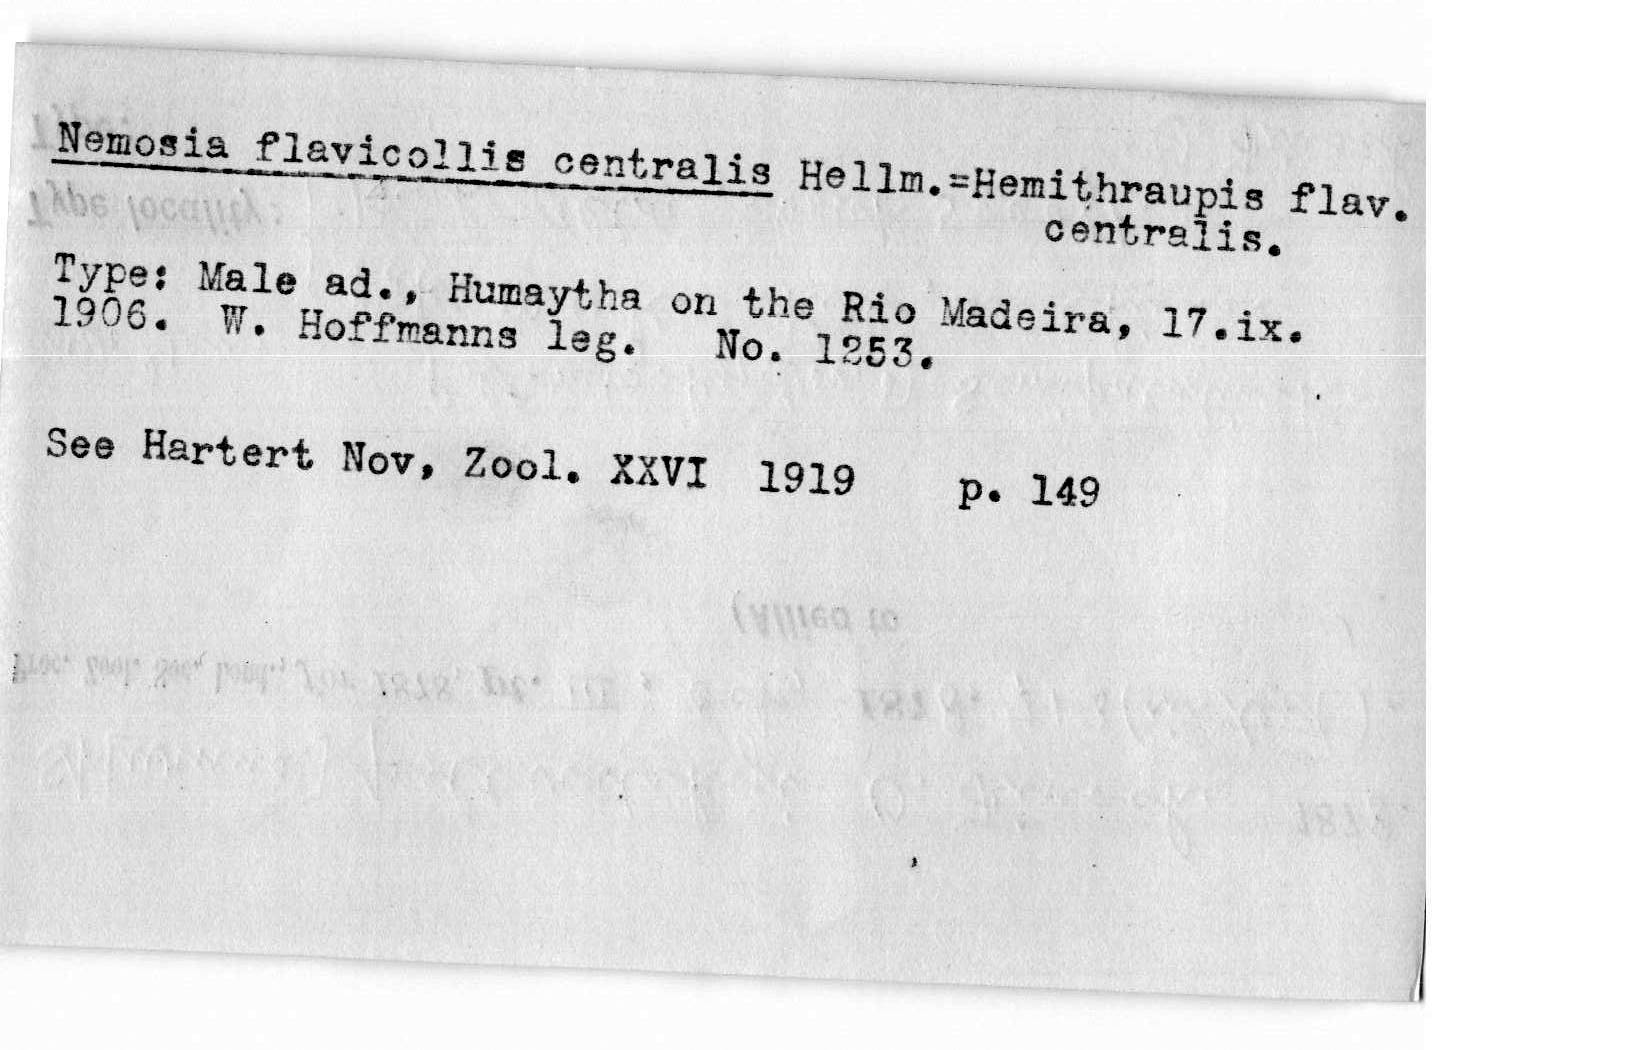 Nemosia flavicollis centralis Hellm.=Hemithraupis flav.
centralis.
Type: Male ad., Humaytha on the Rio Madeira, 17.ix.
1906. W. Hoffmanns leg. No. 1253.
See Hartert Nov, Zool. XXVI 1919 p. 149